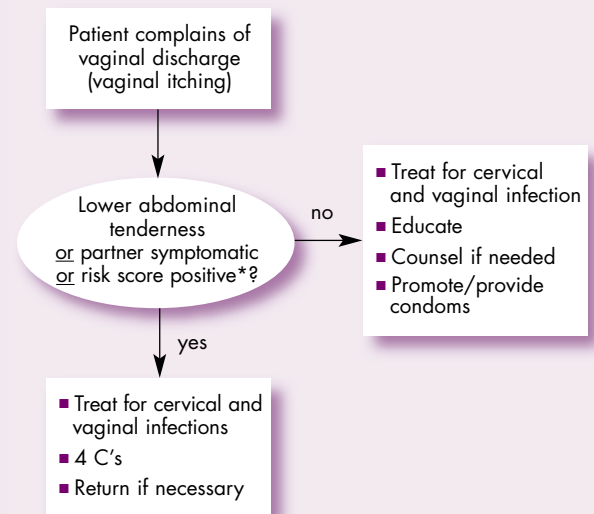 Patient complains of
vaginal discharge
(vaginal itching)
Lower abdominal
tenderness
or partner symptomatic
or risk score positive*?
no
■ Treat for cervical
and vaginal infection
■ Educate
■ Counsel if needed
■ Promote/provide
condoms
yes
■ Treat for cervical and
vaginal infections
■ 4 C's
■ Return if necessary